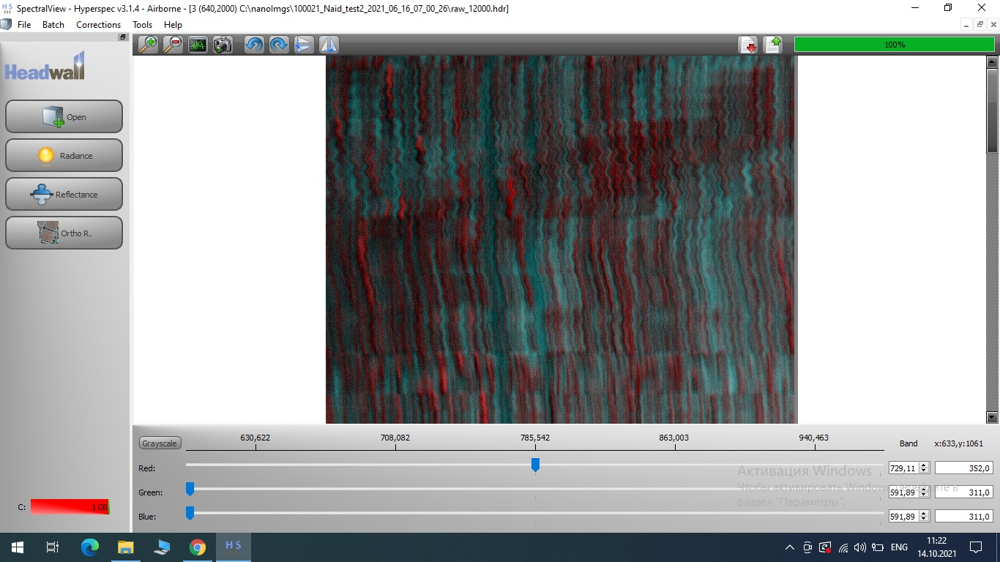 SpectralView - Hyperspec v3.1.4 - Airborne - [3 (640,2000) C:\nanoImgs\100021_Naid_test2_2021_06_16_07_00_26\raw_12000.hdr]
File Batch Corrections Tools Help
100%
Headwall
Open
Radiance
Reflectance
Ortho R.
C: 1 GB
Grayscale
630,622 708,082 785,542 863,003 940,463
Band x:633,y:1061
Red: 729,11 352,0
Green: 591,89 311,0
Blue: 591,89 311,0
Активация Windows
Чтобы активировать Windows, перейдите в
раздел "Параметры".
HS
ENG
11:22
14.10.2021